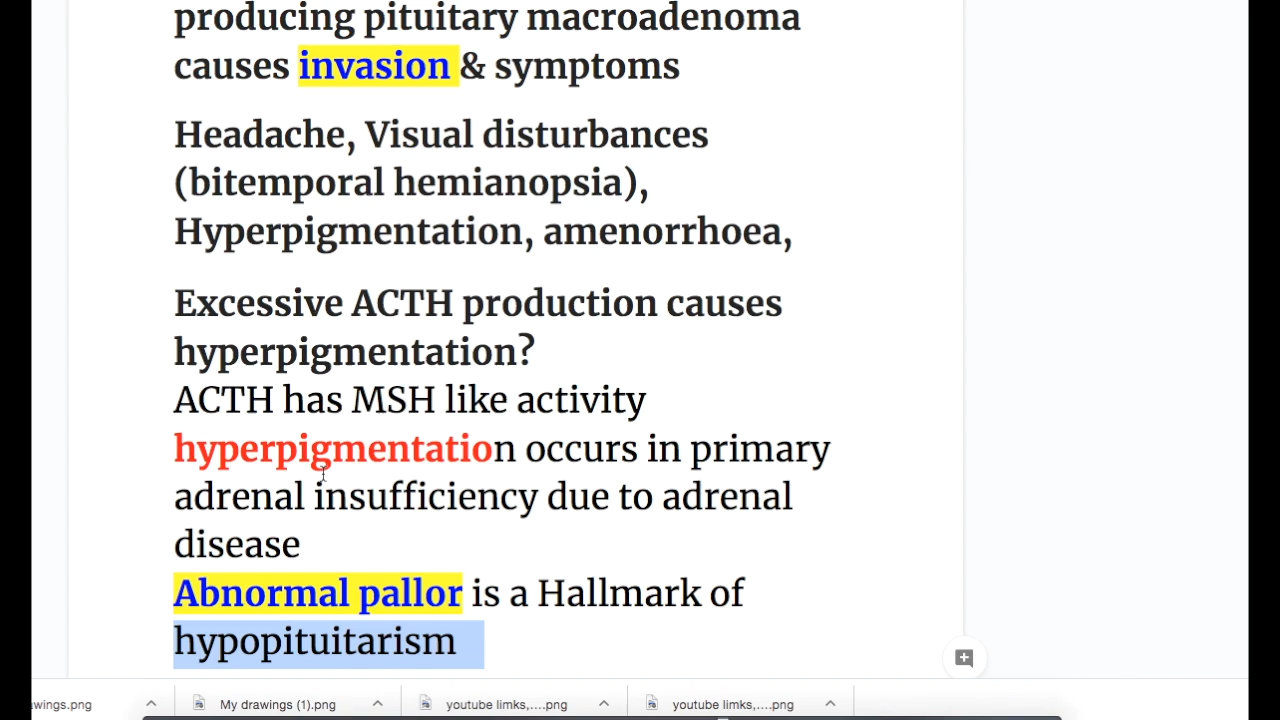 producing pituitary macroadenoma
causes invasion & symptoms
Headache, Visual disturbances
(bitemporal hemianopsia),
Hyperpigmentation, amenorrhoea,
Excessive ACTH production causes
hyperpigmentation?
ACTH has MSH like activity
hyperpigmentation occurs in primary
adrenal insufficiency due to adrenal
disease
Abnormal pallor is a Hallmark of
hypopituitarism
wings.png My drawings (1).png youtube limks,....png youtube limks,....png